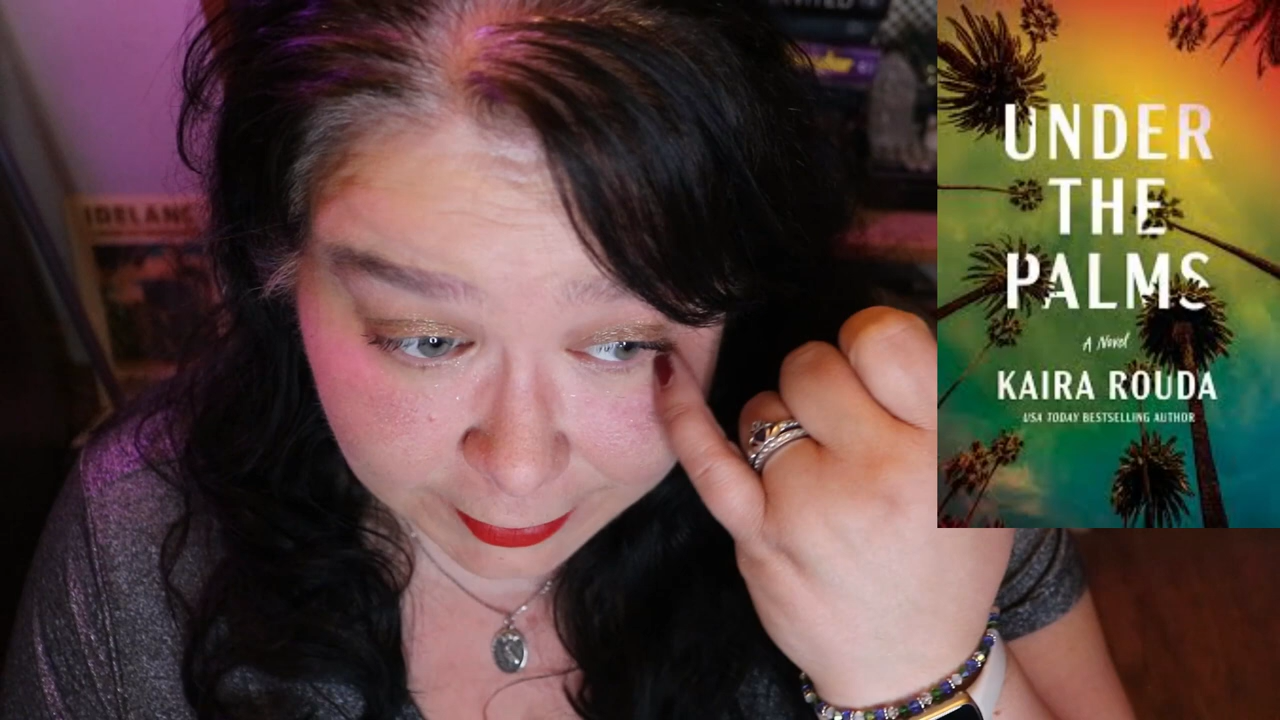 UNDER
THE
PALMS
A Novel
KAIRA ROUDA
USA TODAY BESTSELLING AUTHOR